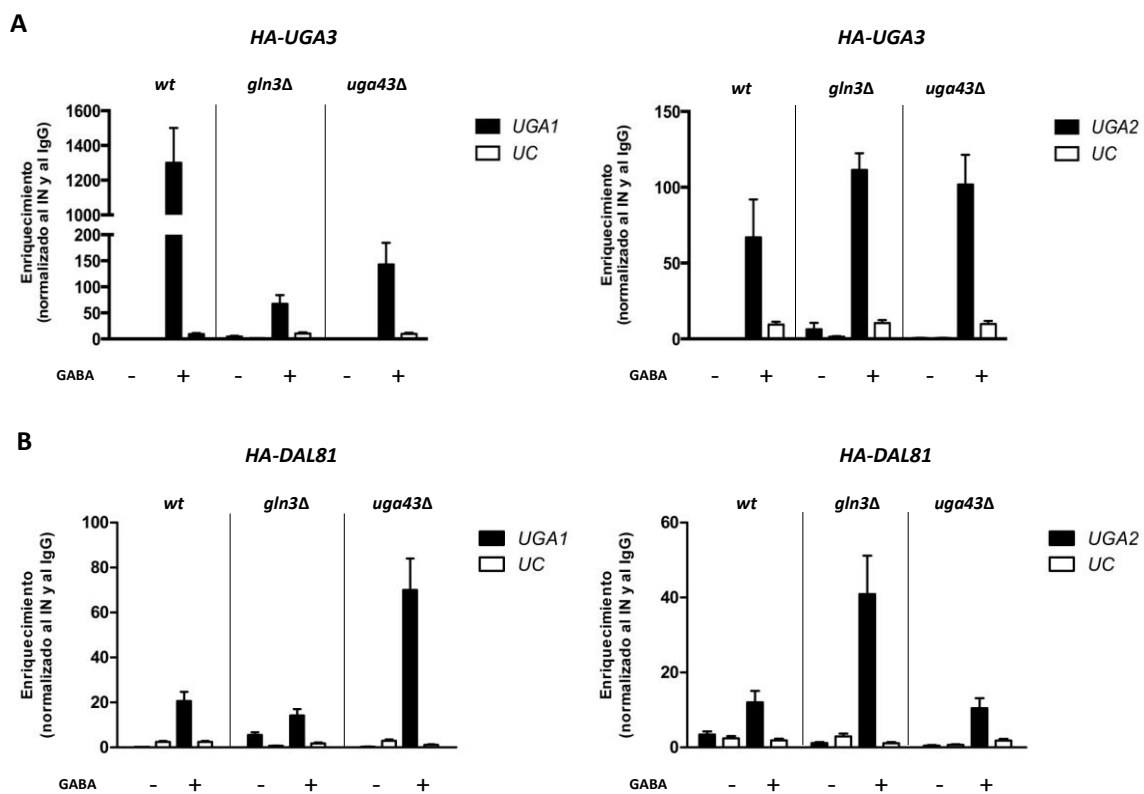 A
HA-UGA3
wt gln3Δ uga43Δ
Enriquecimiento
(normalizado al IN y al IgG)
1600
1400
1200
1000
200
150
100
50
0
UGA1
UC
GABA - + - + - +
HA-UGA3
wt gln3Δ uga43Δ
Enriquecimiento
(normalizado al IN y al IgG)
150
100
50
0
UGA2
UC
GABA - + - + - +
B
HA-DAL81
wt gln3Δ uga43Δ
Enriquecimiento
(normalizado al IN y al IgG)
100
80
60
40
20
0
UGA1
UC
GABA - + - + - +
HA-DAL81
wt gln3Δ uga43Δ
Enriquecimiento
(normalizado al IN y al IgG)
60
40
20
0
UGA2
UC
GABA - + - + - +